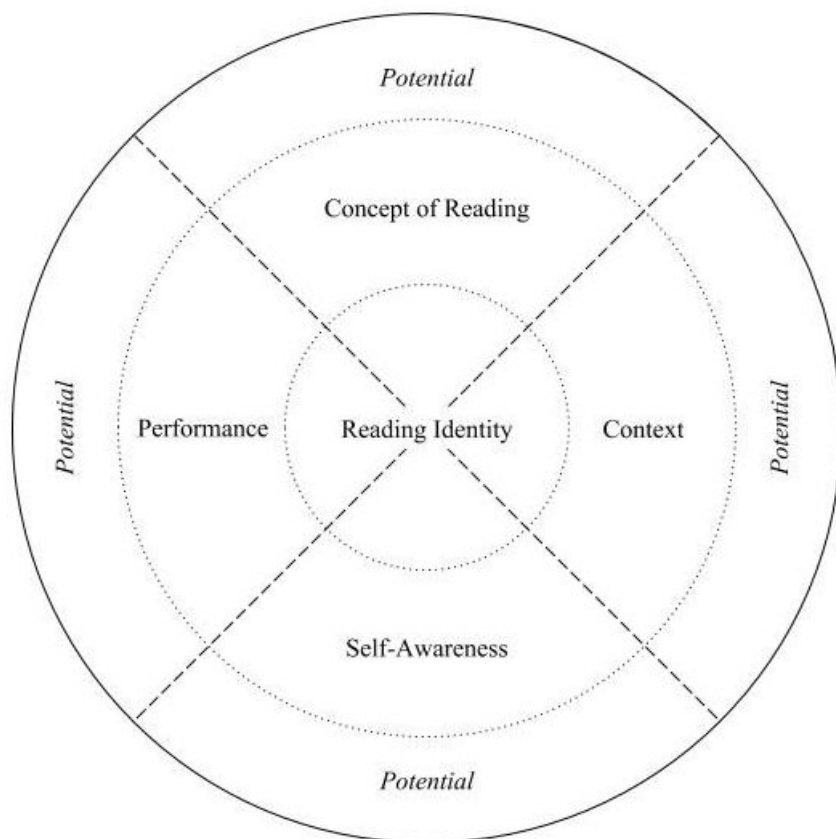 Potential
Concept of Reading
Potential
Performance
Reading Identity
Context
Potential
Self-Awareness
Potential